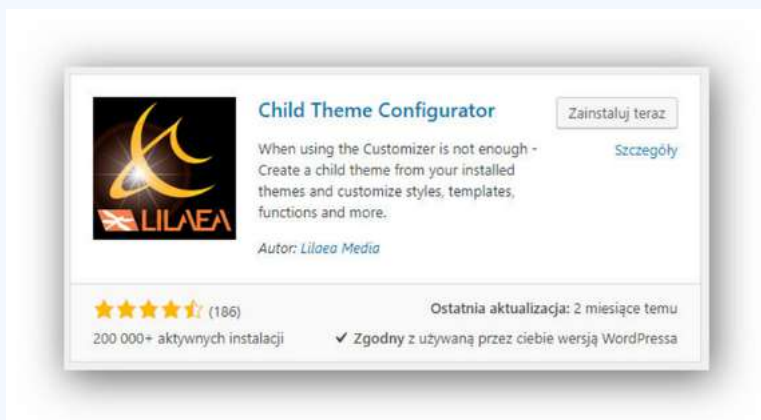 Child Theme Configurator
Zainstaluj teraz
When using the Customizer is not enough -
Szczegóły
Create a child theme from your installed
themes and customize styles, templates,
functions and more.
LILAEA
Autor: Lilaea Media
(186)
Ostatnia aktualizacja: 2 miesiące temu
200 000+ aktywnych instalacji
✔ Zgodny z używaną przez ciebie wersją WordPressa